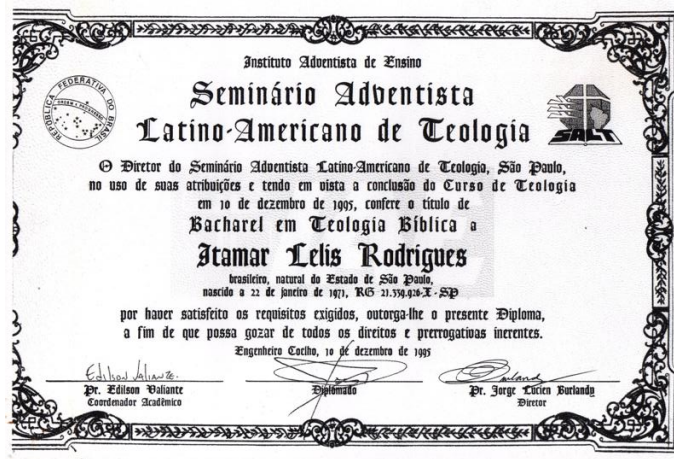 Instituto Adventista de Ensino
Seminário Adventista
Latino-Americano de Teologia
REPÚBLICA FEDERATIVA DO BRASIL
ORDEM E PROGRESSO
SALT
O Diretor do Seminário Adventista Latino-Americano de Teologia, São Paulo,
no uso de suas atribuições e tendo em vista a conclusão do Curso de Teologia
em 10 de dezembro de 1995, confere o título de
Bacharel em Teologia Bíblica a
Itamar Lelis Rodrigues
brasileiro, natural do Estado de São Paulo,
nascido a 22 de janeiro de 1971, RG 21.359.926-X - SP
por haver satisfeito os requisitos exigidos, outorga-lhe o presente Diploma,
a fim de que possa gozar de todos os direitos e prerrogativas inerentes.
Engenheiro Coelho, 10 de dezembro de 1995
Edilson Valiante
Pr. Edilson Valiante
Coordenador Acadêmico
Diplomado
Pr. Jorge Lucien Burlandy
Diretor